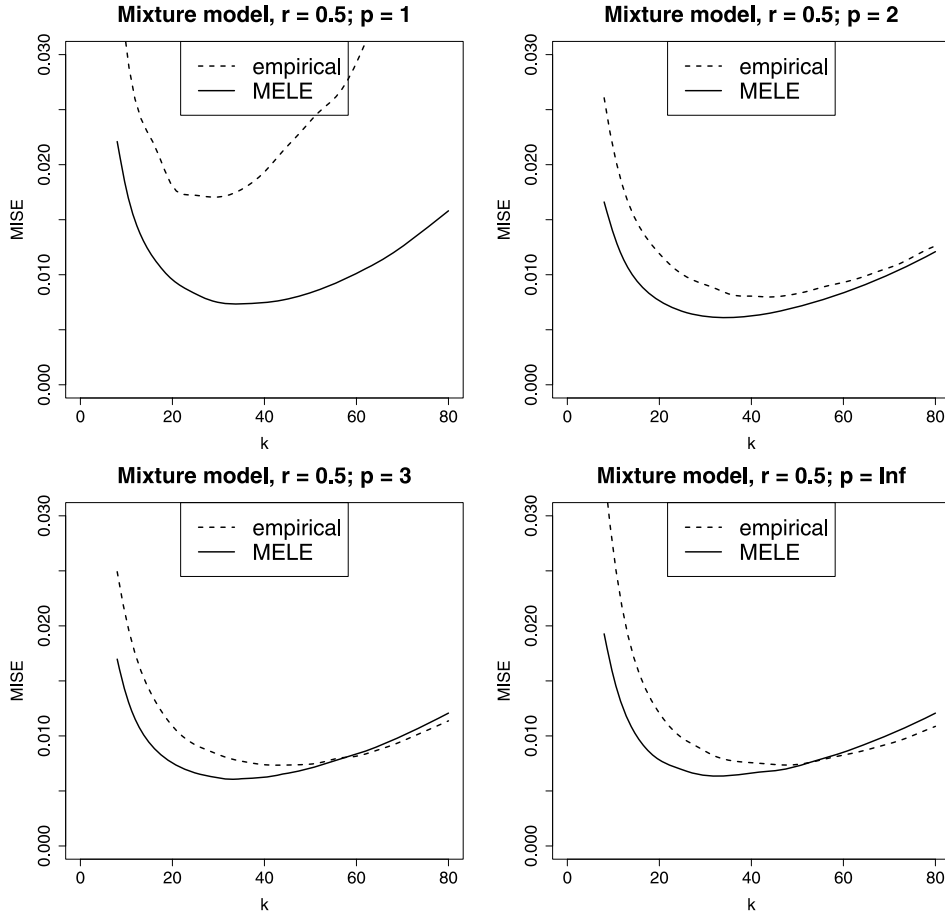 Mixture model, r = 0.5; p = 1
empirical
MELE
MISE
0.000
0.010
0.020
0.030
0
20
40
60
80
k
Mixture model, r = 0.5; p = 2
empirical
MELE
MISE
0.000
0.010
0.020
0.030
0
20
40
60
80
k
Mixture model, r = 0.5; p = 3
empirical
MELE
MISE
0.000
0.010
0.020
0.030
0
20
40
60
80
k
Mixture model, r = 0.5; p = Inf
empirical
MELE
MISE
0.000
0.010
0.020
0.030
0
20
40
60
80
k